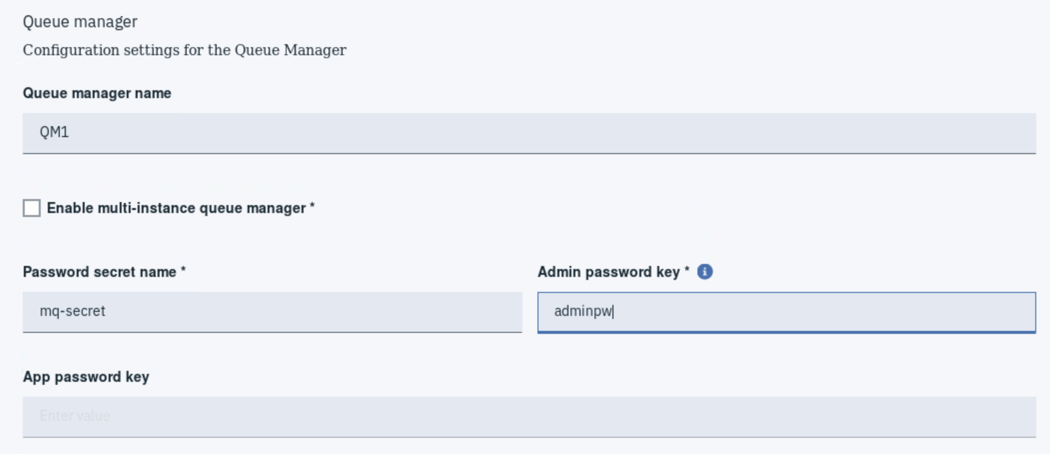 Queue manager
Configuration settings for the Queue Manager
Queue manager name
QM1
Enable multi-instance queue manager *
Password secret name *
Admin password key *
mq-secret
adminpw
App password key
Enter value